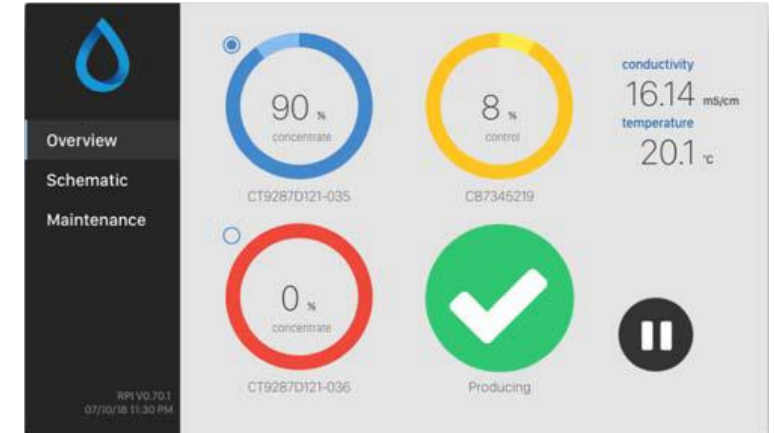 Overview
Schematic
Maintenance
RPI V0.70.1
07/10/18 11:30 PM
90 %
concentrate
CT9287D121-035
8 %
control
CB7345219
conductivity
16.14 mS/cm
temperature
20.1 °C
0 %
concentrate
CT9287D121-036
Producing